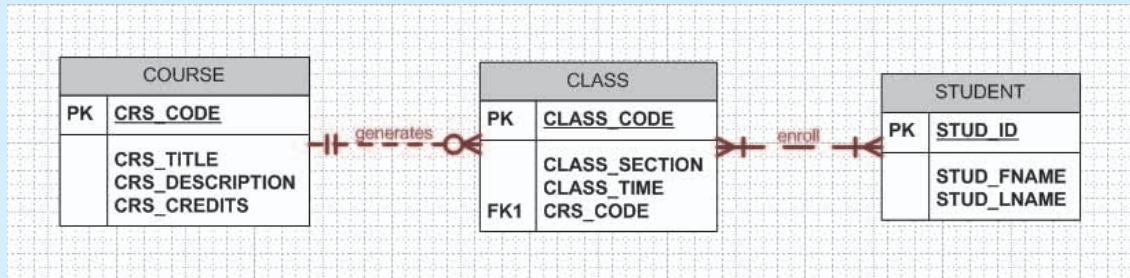 COURSE
PK CRS_CODE
CRS_TITLE
CRS_DESCRIPTION
CRS_CREDITS
generates
CLASS
PK CLASS_CODE
CLASS_SECTION
CLASS_TIME
FK1 CRS_CODE
enroll
STUDENT
PK STUD_ID
STUD_FNAME
STUD_LNAME